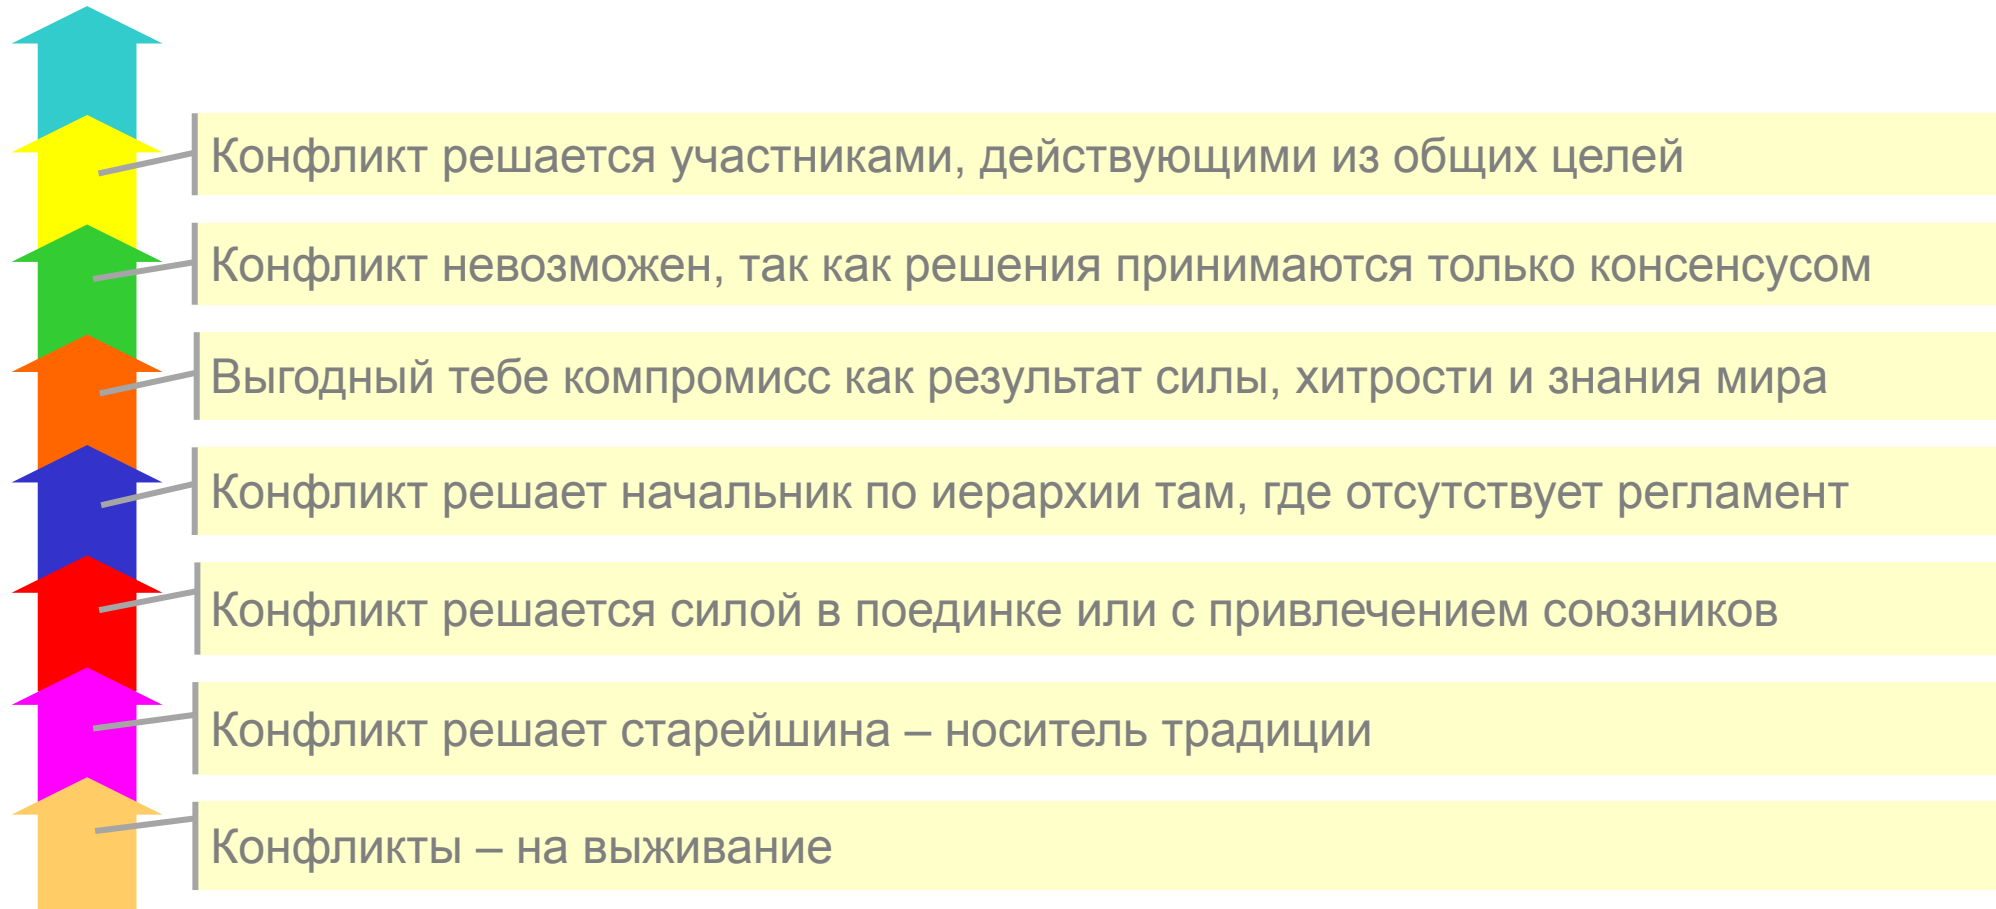 Конфликт решается участниками, действующими из общих целей
Конфликт невозможен, так как решения принимаются только консенсусом
Выгодный тебе компромисс как результат силы, хитрости и знания мира
Конфликт решает начальник по иерархии там, где отсутствует регламент
Конфликт решается силой в поединке или с привлечением союзников
Конфликт решает старейшина – носитель традиции
Конфликты – на выживание